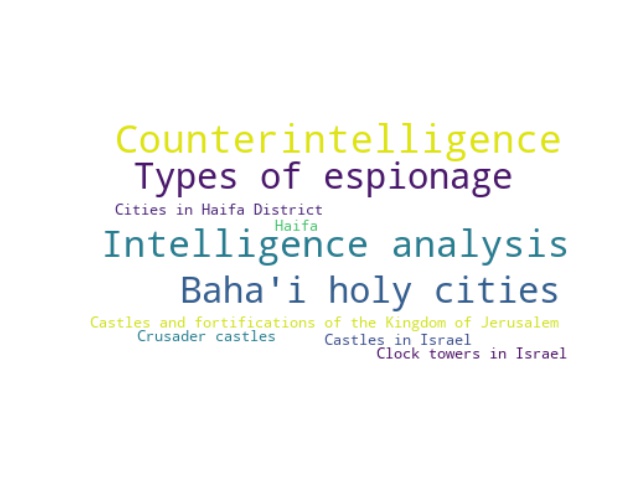 Counterintelligence
Types of espionage
Cities in Haifa District
Haifa
Intelligence analysis
Baha'i holy cities
Castles and fortifications of the Kingdom of Jerusalem
Crusader castles
Castles in Israel
Clock towers in Israel